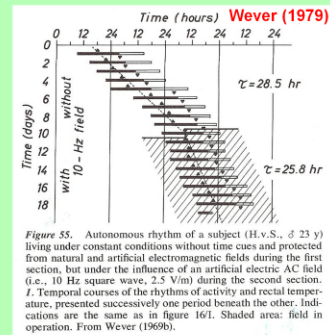 Time (hours) Wever (1979)
0 12 24 12 24 12 24 12 24
0
2
4
6
8
10
12
14
16
18
Time (days)
without
with
10-Hz field
τ=28.5 hr
τ=25.8 hr
Figure 55. Autonomous rhythm of a subject (H.v.S., ♂ 23 y)
living under constant conditions without time cues and protected
from natural and artificial electromagnetic fields during the first
section, but under the influence of an artificial electric AC field
(i.e., 10 Hz square wave, 2.5 V/m) during the second section.
I. Temporal courses of the rhythms of activity and rectal temper-
ature, presented successively one period beneath the other. Indi-
cations are the same as in figure 16/I. Shaded area: field in
operation. From Wever (1969b).